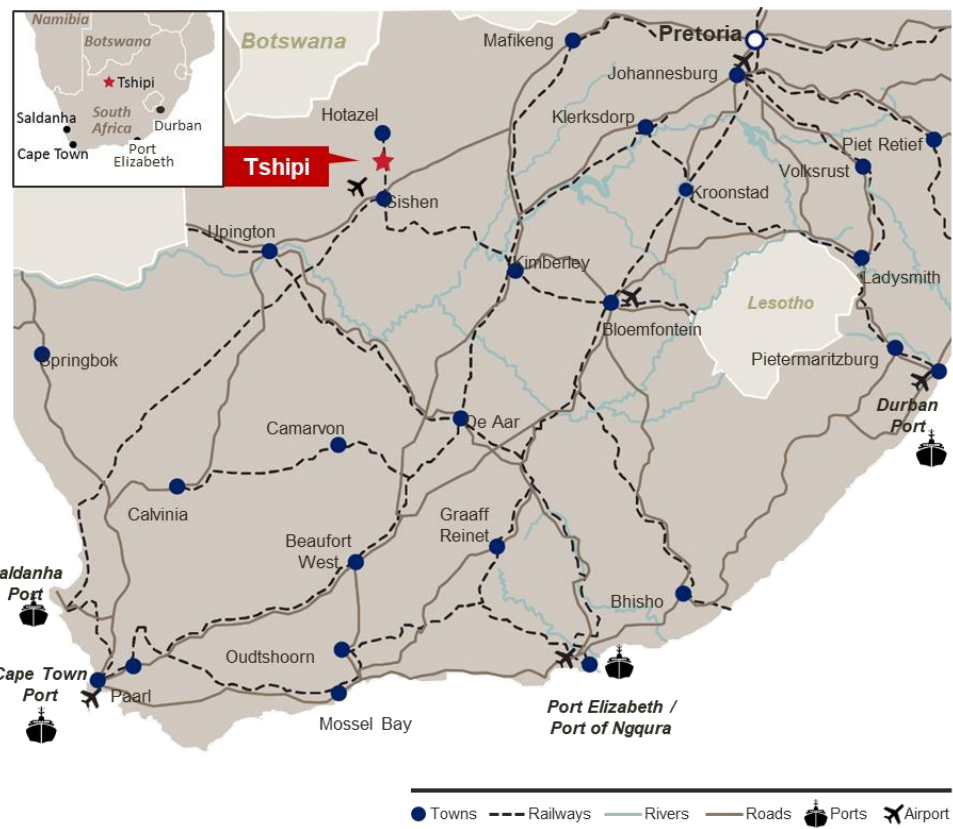 Namibia
Botswana
Tshipi
South
Africa
Saldanha
Durban
Cape Town
Port
Elizabeth
Botswana
Mafikeng
Pretoria
Johannesburg
Hotazel
Klerksdorp
Piet Retief
Tshipi
Volksrust
Sishen
Kroonstad
Upington
Kimberley
Ladysmith
Lesotho
Bloemfontein
Springbok
Pietermaritzburg
Durban
Port
De Aar
Camarvon
Calvinia
Graaff
Reinet
Beaufort
West
aldanha
Port
Bhisho
Oudtshoorn
Cape Town
Port
Paarl
Mossel Bay
Port Elizabeth /
Port of Ngqura
Towns Railways Rivers Roads Ports Airport